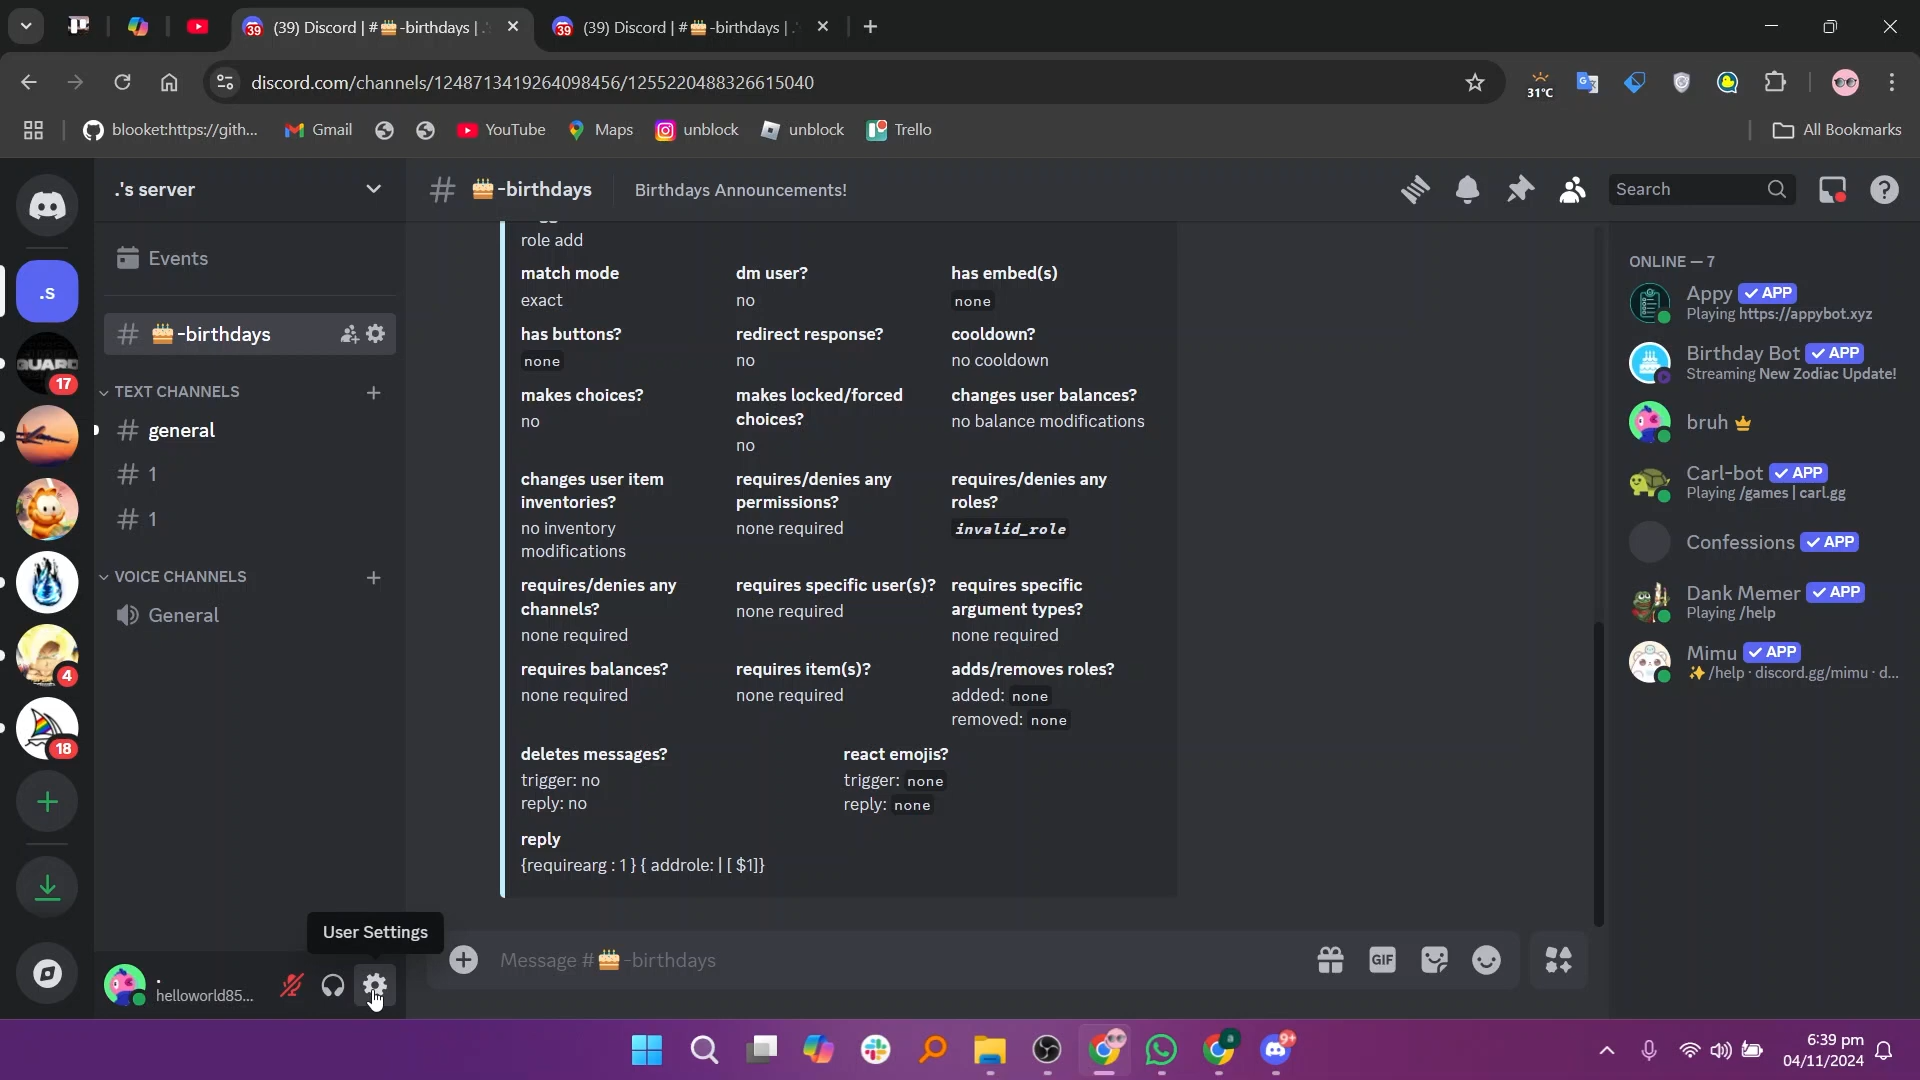 (39) Discord | #🎂-birthdays | .
(39) Discord | #🎂-birthdays | .
discord.com/channels/1248713419264098456/1255220488326615040
31°C
blooket:https://gith...
Gmail
YouTube
Maps
unblock
unblock
Trello
All Bookmarks
.'s server
🎂-birthdays
Birthdays Announcements!
Search
Events
🎂-birthdays
TEXT CHANNELS
general
1
1
VOICE CHANNELS
General
.s
17
4
18
role add
match mode
dm user?
has embed(s)
exact
no
none
has buttons?
redirect response?
cooldown?
none
no
no cooldown
makes choices?
makes locked/forced
choices?
changes user balances?
no
no
no balance modifications
changes user item
inventories?
requires/denies any
permissions?
requires/denies any
roles?
no inventory
modifications
none required
invalid_role
requires/denies any
channels?
requires specific user(s)?
requires specific
argument types?
none required
none required
none required
requires balances?
requires item(s)?
adds/removes roles?
none required
none required
added: none
removed: none
deletes messages?
react emojis?
trigger: no
reply: no
trigger: none
reply: none
reply
{requirearg : 1 } { addrole: | [ $1]}
Message #🎂-birthdays
GIF
ONLINE — 7
Appy ✓ APP
Playing https://appybot.xyz
Birthday Bot ✓ APP
Streaming New Zodiac Update!
bruh
Carl-bot ✓ APP
Playing /games | carl.gg
Confessions ✓ APP
Dank Memer ✓ APP
Playing /help
Mimu ✓ APP
✨ /help · discord.gg/mimu · d...
User Settings
.
helloworld85...
9+
6:39 pm
04/11/2024